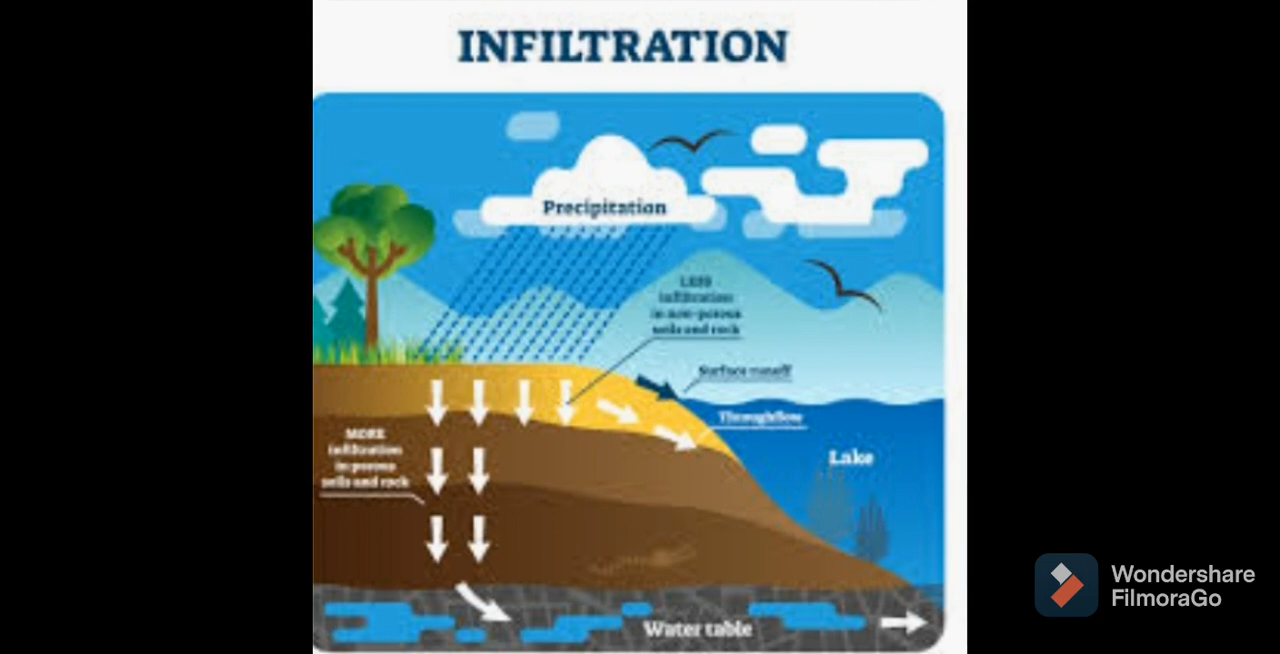 INFILTRATION
Precipitation
LESS
infiltration
in non-porous
soils and rock
Surface runoff
Throughflow
MORE
infiltration
in porous
soils and rock
Lake
Water table
Wondershare
FilmoraGo